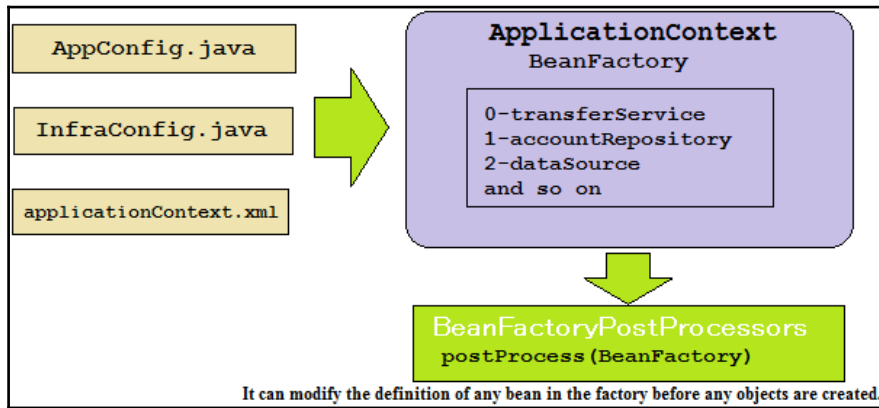 AppConfig.java
InfraConfig.java
applicationContext.xml
ApplicationContext
BeanFactory
0-transferService
1-accountRepository
2-dataSource
and so on
BeanFactoryPostProcessors
postProcess(BeanFactory)
It can modify the definition of any bean in the factory before any objects are created.